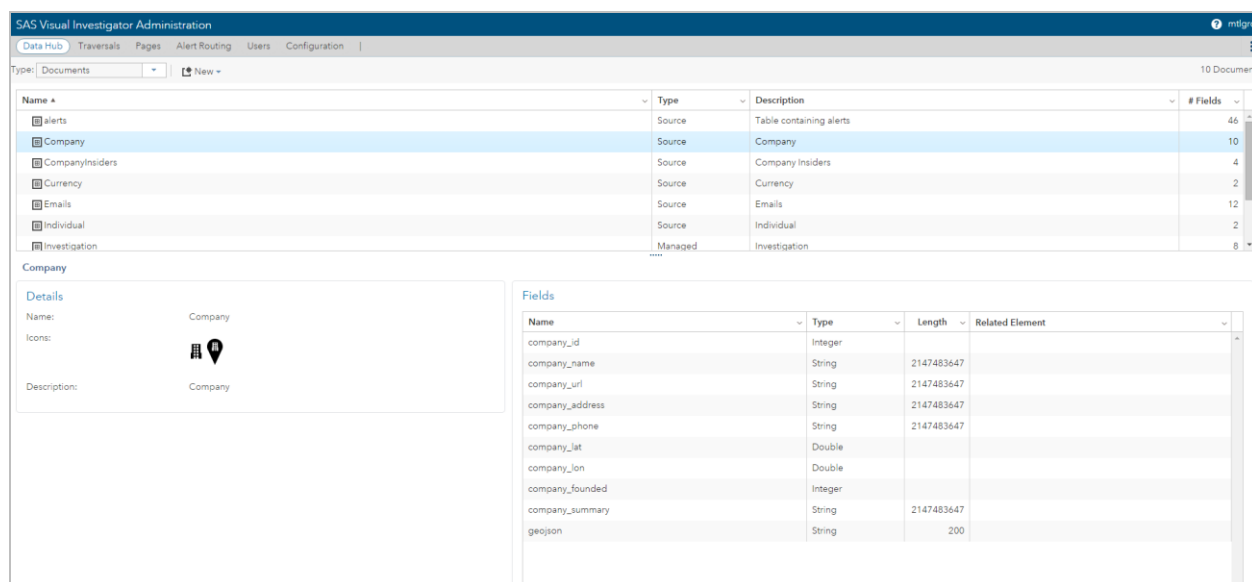 SAS Visual Investigator Administration ? mtlgr
Data Hub Traversals Pages Alert Routing Users Configuration |
Type: Documents New 10 Documen
Name Type Description # Fields
alerts Source Table containing alerts 46
Company Source Company 10
CompanyInsiders Source Company Insiders 4
Currency Source Currency 2
Emails Source Emails 12
Individual Source Individual 2
Investigation Managed Investigation 8
Company
Details
Name: Company
Icons:
Description: Company
Fields
Name Type Length Related Element
company_id Integer
company_name String 2147483647
company_url String 2147483647
company_address String 2147483647
company_phone String 2147483647
company_lat Double
company_lon Double
company_founded Integer
company_summary String 2147483647
geojson String 200